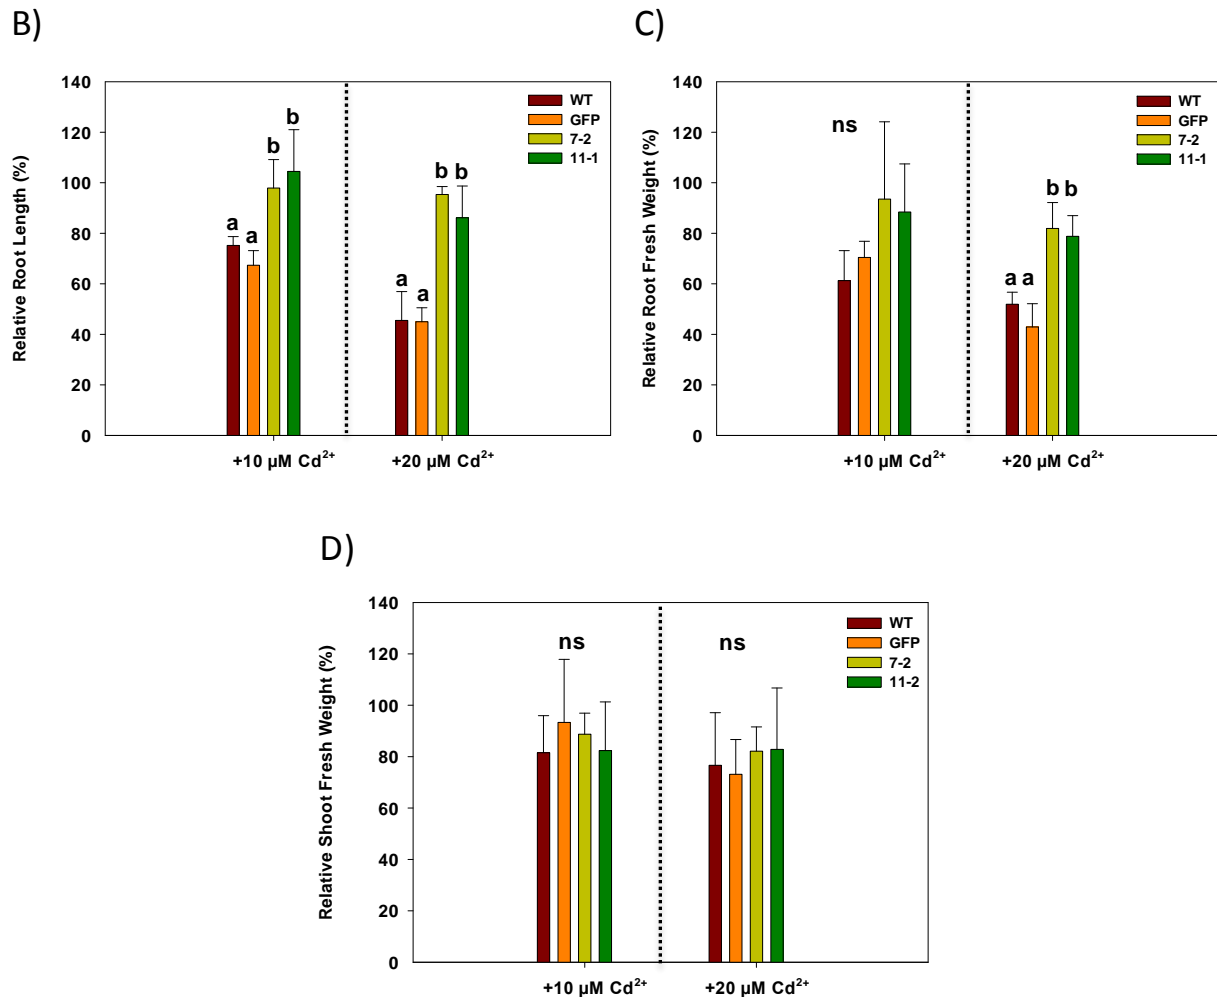 B)
Relative Root Length (%)
140
120
100
80
60
40
20
0
a
a
b
b
a
a
b
b
WT
GFP
7-2
11-1
+10 µM Cd²⁺
+20 µM Cd²⁺
C)
Relative Root Fresh Weight (%)
140
120
100
80
60
40
20
0
ns
a
a
b
b
WT
GFP
7-2
11-1
+10 µM Cd²⁺
+20 µM Cd²⁺
D)
Relative Shoot Fresh Weight (%)
140
120
100
80
60
40
20
0
ns
ns
WT
GFP
7-2
11-2
+10 µM Cd²⁺
+20 µM Cd²⁺